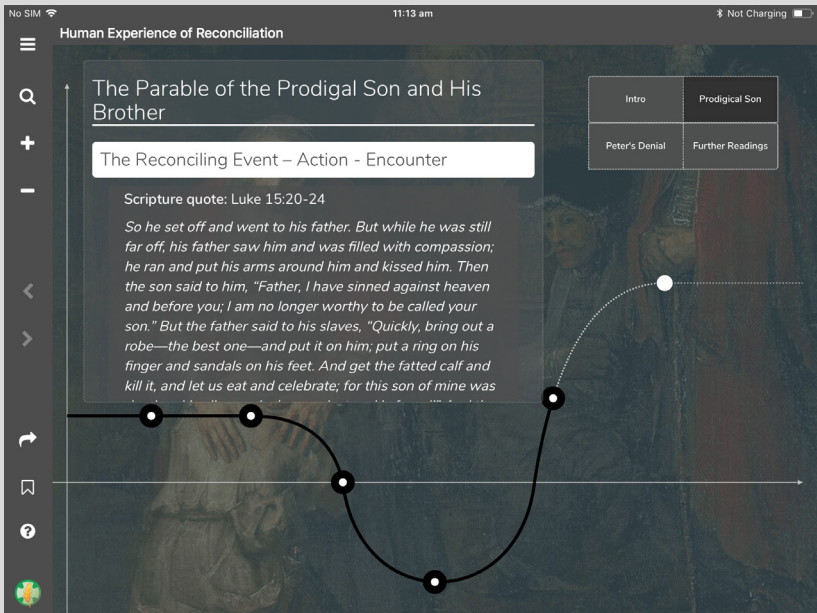 No SIM
11:13 am
Not Charging
Human Experience of Reconciliation
The Parable of the Prodigal Son and His
Brother
The Reconciling Event – Action - Encounter
Scripture quote: Luke 15:20-24
So he set off and went to his father. But while he was still
far off, his father saw him and was filled with compassion;
he ran and put his arms around him and kissed him. Then
the son said to him, “Father, I have sinned against heaven
and before you; I am no longer worthy to be called your
son.” But the father said to his slaves, “Quickly, bring out a
robe—the best one—and put it on him; put a ring on his
finger and sandals on his feet. And get the fatted calf and
kill it, and let us eat and celebrate; for this son of mine was
Intro
Prodigical Son
Peter's Denial
Further Readings